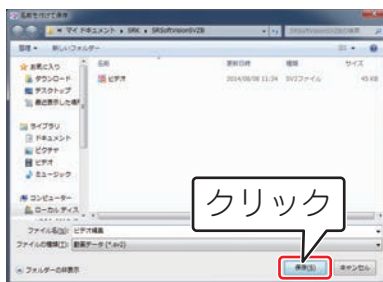 名前を付けて保存
マイ ドキュメント ▸ SRK ▸ SRSoftvisionSV2B
整理 ▼ 新しいフォルダー
お気に入り
ダウンロード
デスクトップ
最近表示した場
ライブラリ
ドキュメント
ピクチャ
ビデオ
ミュージック
コンピューター
ローカル ディス
名前 更新日時 種類 サイズ
ビデオ 2014/08/08 11:34 SV2ファイル 45 KB
クリック
ファイル名(N): ビデオ編集
ファイルの種類(T): 動画データ (*.sv2)
フォルダーの非表示
保存(S) キャンセル